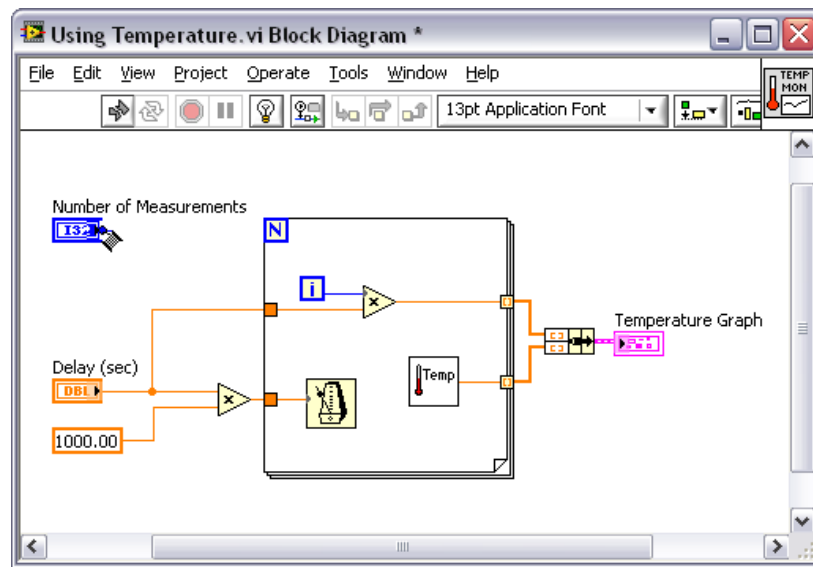 Using Temperature.vi Block Diagram *
File Edit View Project Operate Tools Window Help
TEMP
MON
13pt Application Font
Number of Measurements
I32
N
i
x
Temperature Graph
Delay (sec)
DBL
x
Temp
1000.00